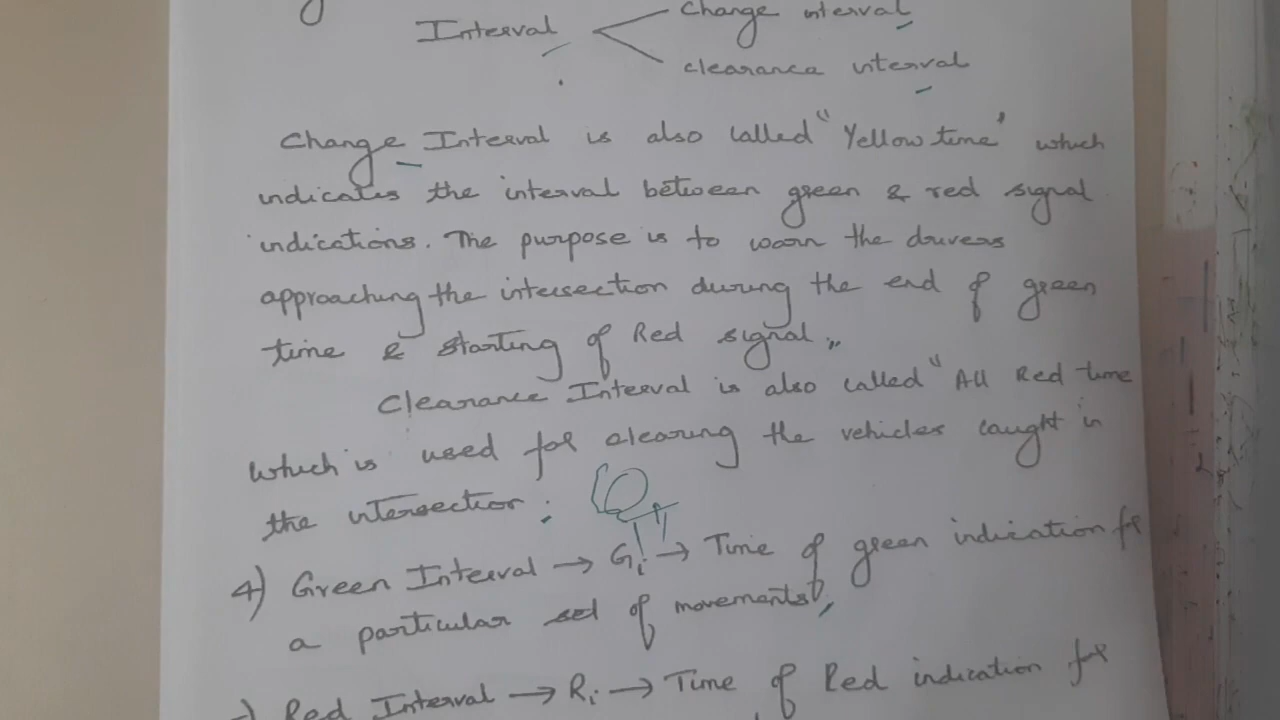 Interval
Change interval
clearance interval
Change Interval is also called "Yellow time" which
indicates the interval between green & red signal
indications. The purpose is to warn the drivers
approaching the intersection during the end of green
time & starting of Red signal.
Clearance Interval is also called "All Red time
which is used for clearing the vehicles caught in
the intersection.
4) Green Interval → Gi → Time of green indication for
a particular set of movements.
Red Interval → Ri → Time of Red indication for